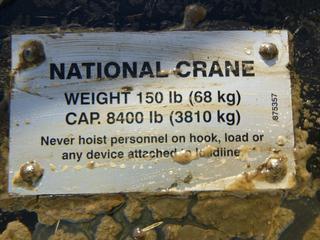 NATIONAL CRANE
WEIGHT 150 lb (68 kg)
CAP. 8400 lb (3810 kg)
Never hoist personnel on hook, load or
any device attached to loadline.
875357